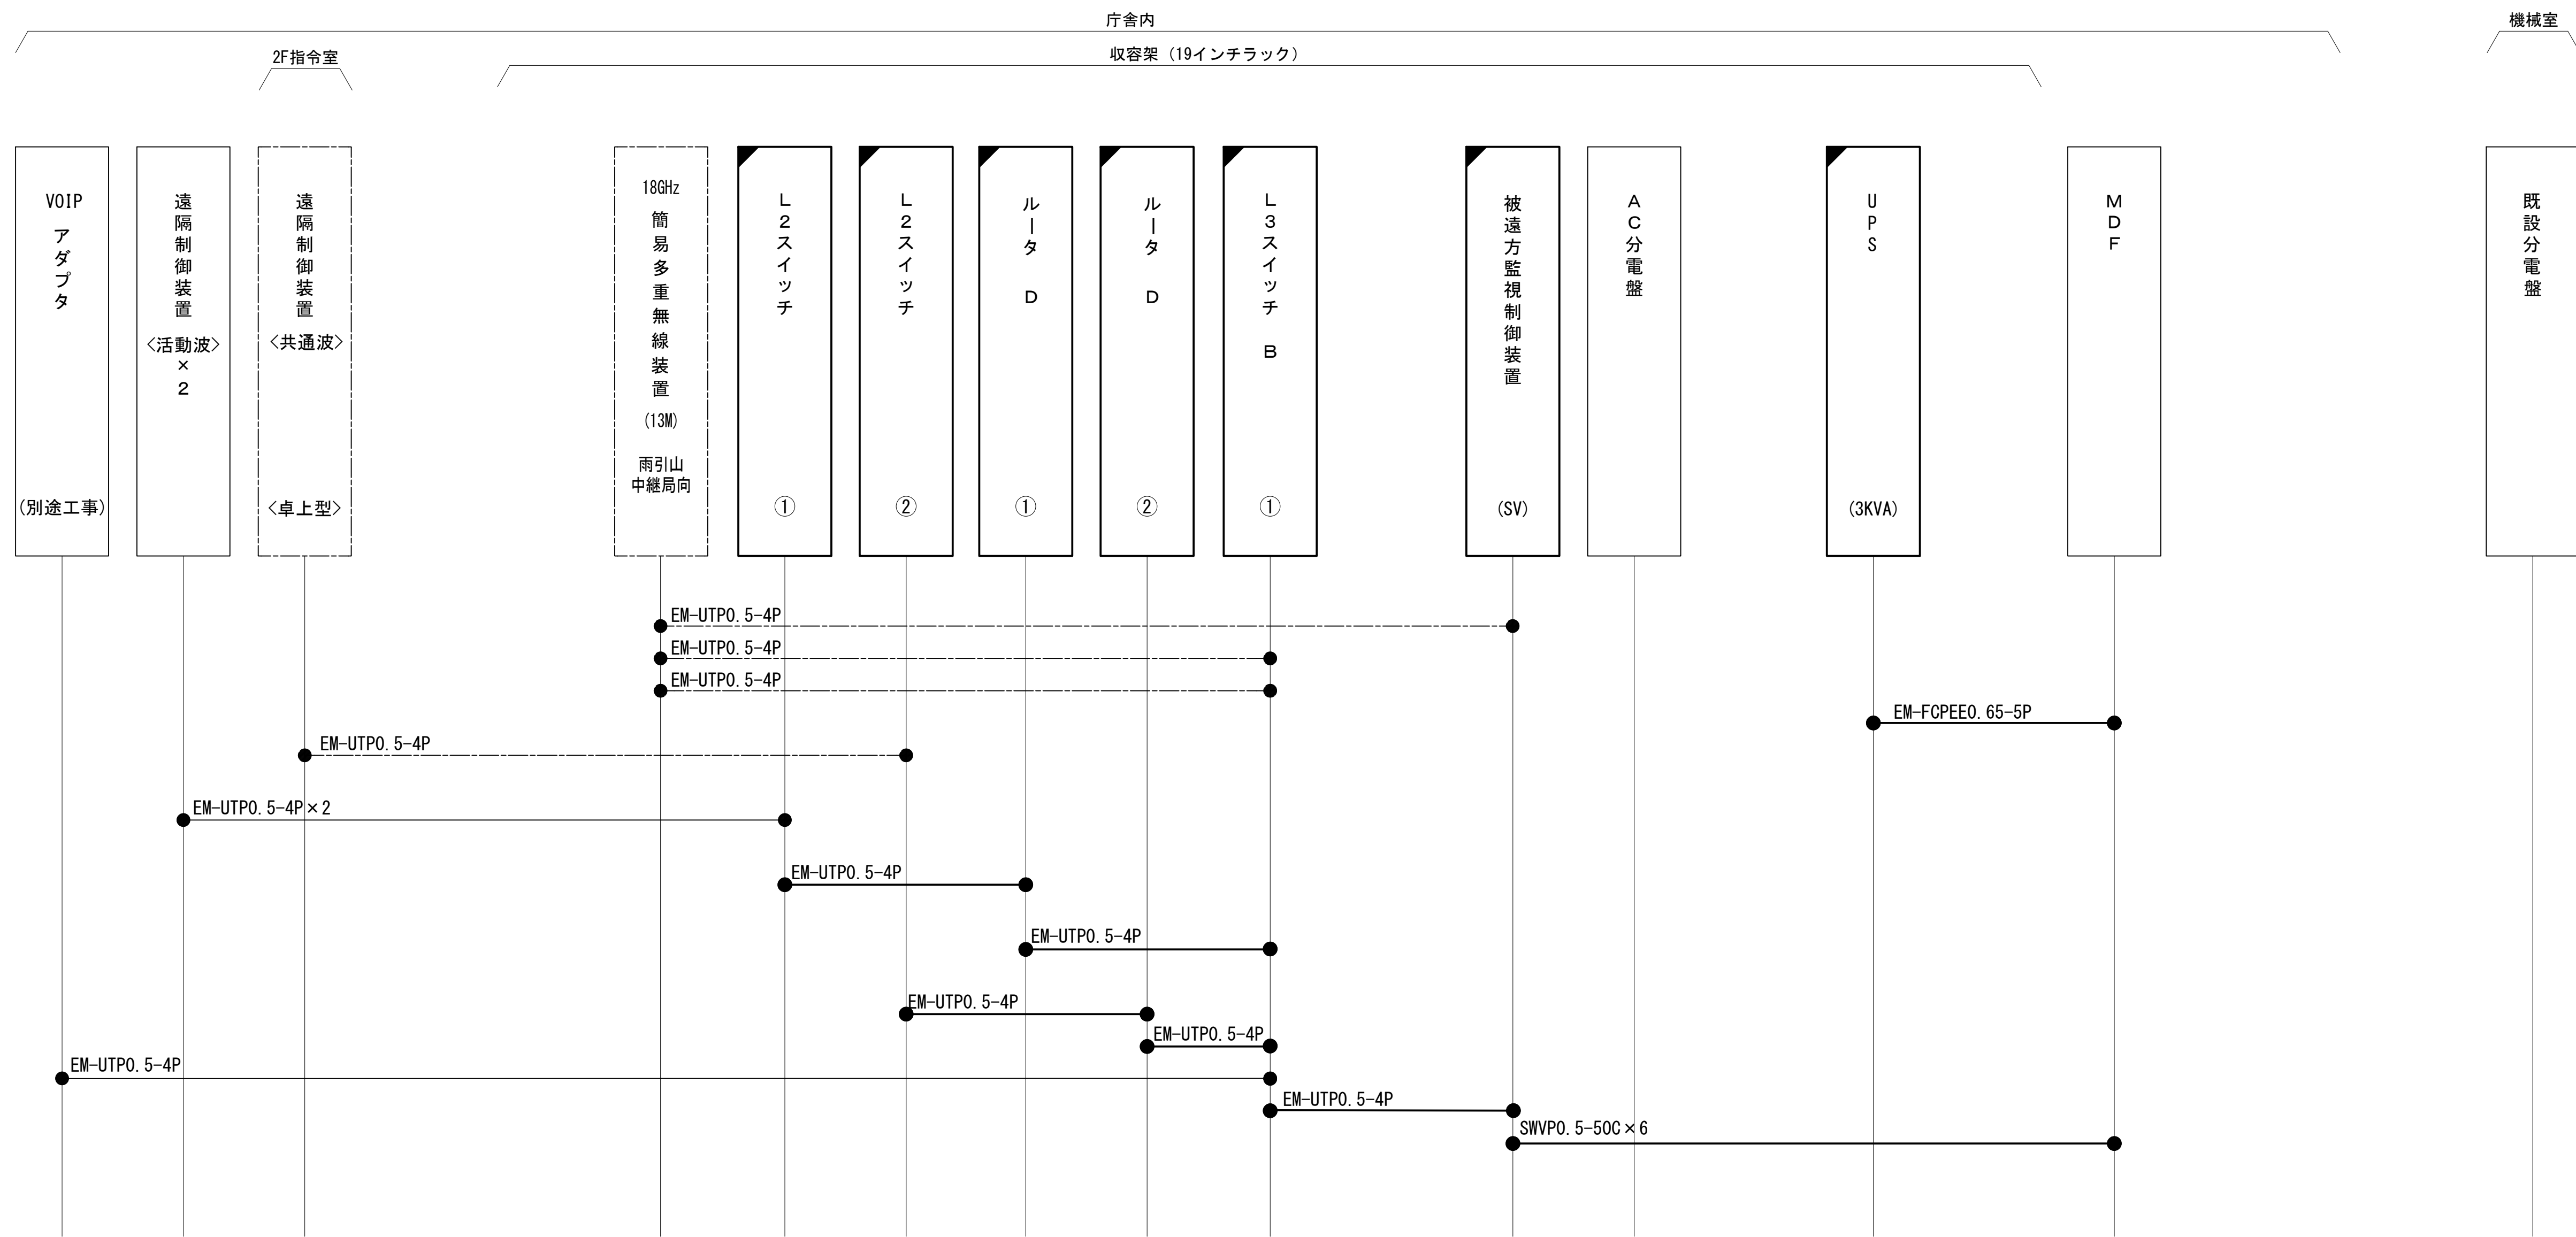 庁舎内
機械室
2F指令室
収容架（19インチラック）
VOIP
アダプタ
(別途工事)
遠隔制御装置
<活動波>
×
２
遠隔制御装置
<共通波>
<卓上型>
18GHz
簡易多重無線装置
(13M)
雨引山
中継局向
Ｌ２スイッチ
①
Ｌ２スイッチ
②
ルータ Ｄ
①
ルータ Ｄ
②
Ｌ３スイッチ Ｂ
①
被遠方監視制御装置
(SV)
ＡＣ分電盤
UPS
(3KVA)
ＭＤＦ
既設分電盤
EM-UTP0.5-4P
EM-UTP0.5-4P
EM-UTP0.5-4P
EM-FCPEE0.65-5P
EM-UTP0.5-4P
EM-UTP0.5-4P×2
EM-UTP0.5-4P
EM-UTP0.5-4P
EM-UTP0.5-4P
EM-UTP0.5-4P
EM-UTP0.5-4P
EM-UTP0.5-4P
SWVP0.5-50C×6